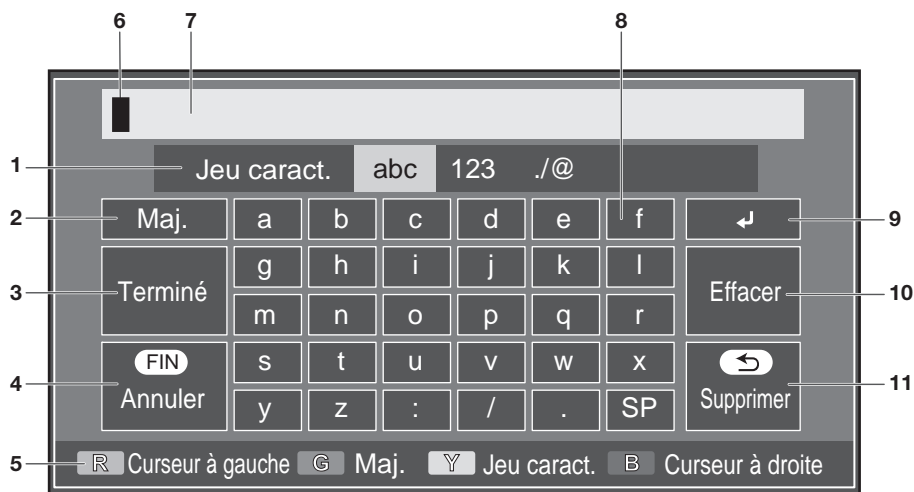 6 7 8
1 Jeu caract. abc 123 ./@
2 Maj. a b c d e f ↲ 9
g h i j k l
3 Terminé Effacer 10
m n o p q r
FIN s t u v w x
4 Annuler Supprimer 11
y z : / . SP
5 R Curseur à gauche G Maj. Y Jeu caract. B Curseur à droite